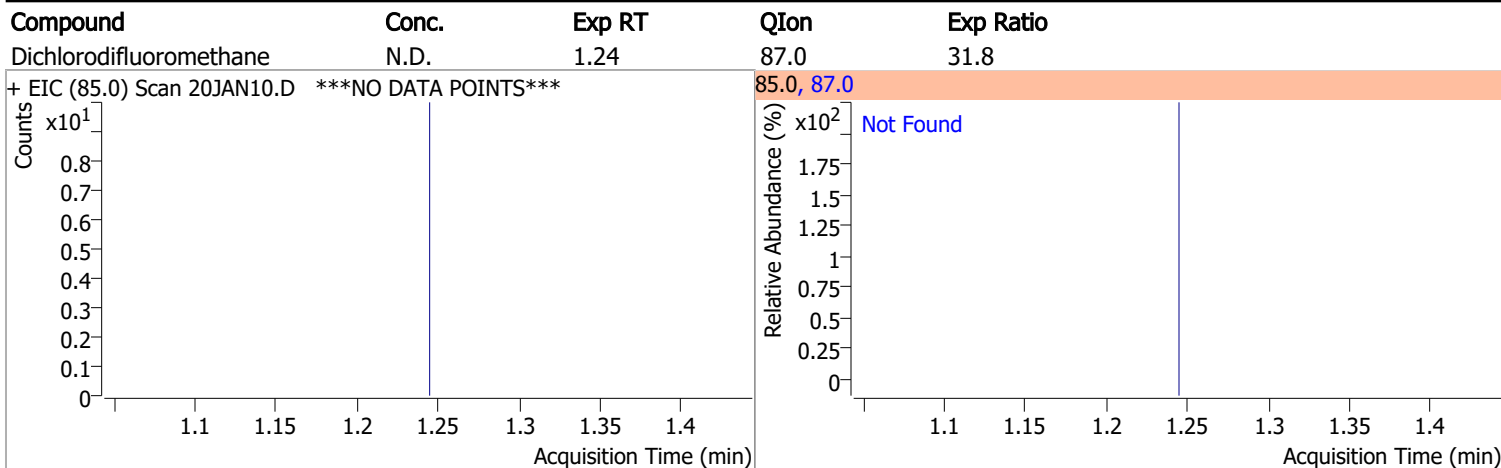 Compound Conc. Exp RT QIon Exp Ratio
Dichlorodifluoromethane N.D. 1.24 87.0 31.8
+ EIC (85.0) Scan 20JAN10.D ***NO DATA POINTS***
Counts
x10¹
0.8
0.7
0.6
0.5
0.4
0.3
0.2
0.1
0
1.1 1.15 1.2 1.25 1.3 1.35 1.4
Acquisition Time (min)
85.0, 87.0
Relative Abundance (%)
x10²
Not Found
1.75
1.5
1.25
1
0.75
0.5
0.25
0
1.1 1.15 1.2 1.25 1.3 1.35 1.4
Acquisition Time (min)